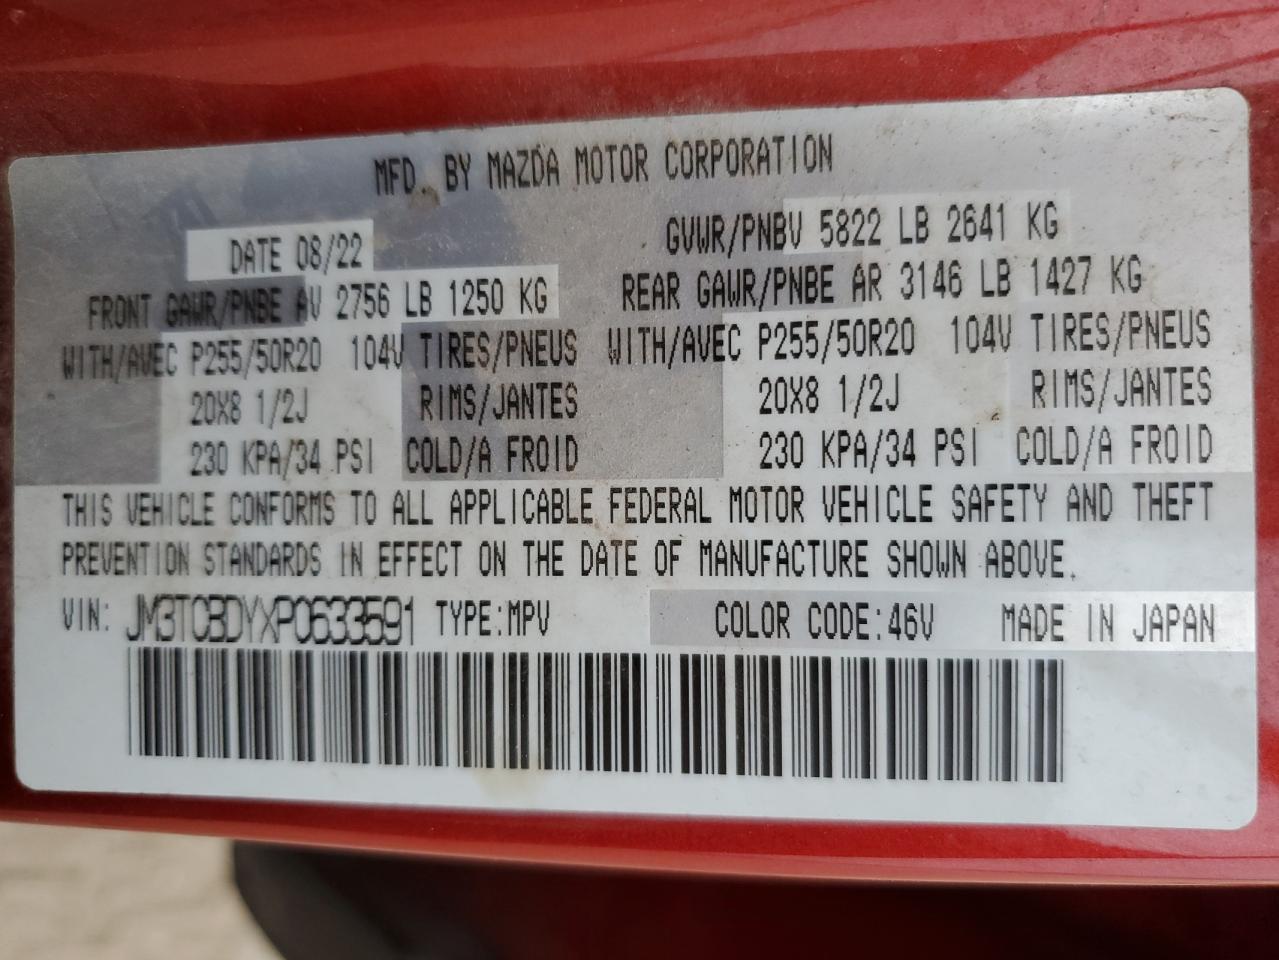 MFD. BY MAZDA MOTOR CORPORATION
DATE 08/22 GVWR/PNBV 5822 LB 2641 KG
FRONT GAWR/PNBE AV 2756 LB 1250 KG REAR GAWR/PNBE AR 3146 LB 1427 KG
WITH/AVEC P255/50R20 104V TIRES/PNEUS WITH/AVEC P255/50R20 104V TIRES/PNEUS
20X8 1/2J RIMS/JANTES 20X8 1/2J RIMS/JANTES
230 KPA/34 PSI COLD/A FROID 230 KPA/34 PSI COLD/A FROID
THIS VEHICLE CONFORMS TO ALL APPLICABLE FEDERAL MOTOR VEHICLE SAFETY AND THEFT
PREVENTION STANDARDS IN EFFECT ON THE DATE OF MANUFACTURE SHOWN ABOVE.
VIN: JM3TCBDYXP0633591 TYPE:MPV COLOR CODE:46V MADE IN JAPAN